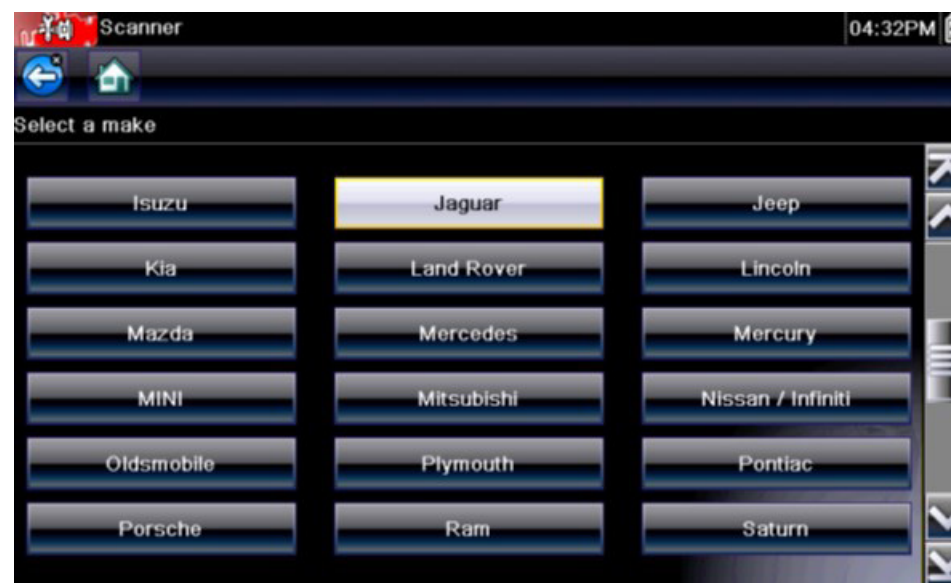 Scanner 04:32PM
Select a make
Isuzu Jaguar Jeep
Kia Land Rover Lincoln
Mazda Mercedes Mercury
MINI Mitsubishi Nissan / Infiniti
Oldsmobile Plymouth Pontiac
Porsche Ram Saturn